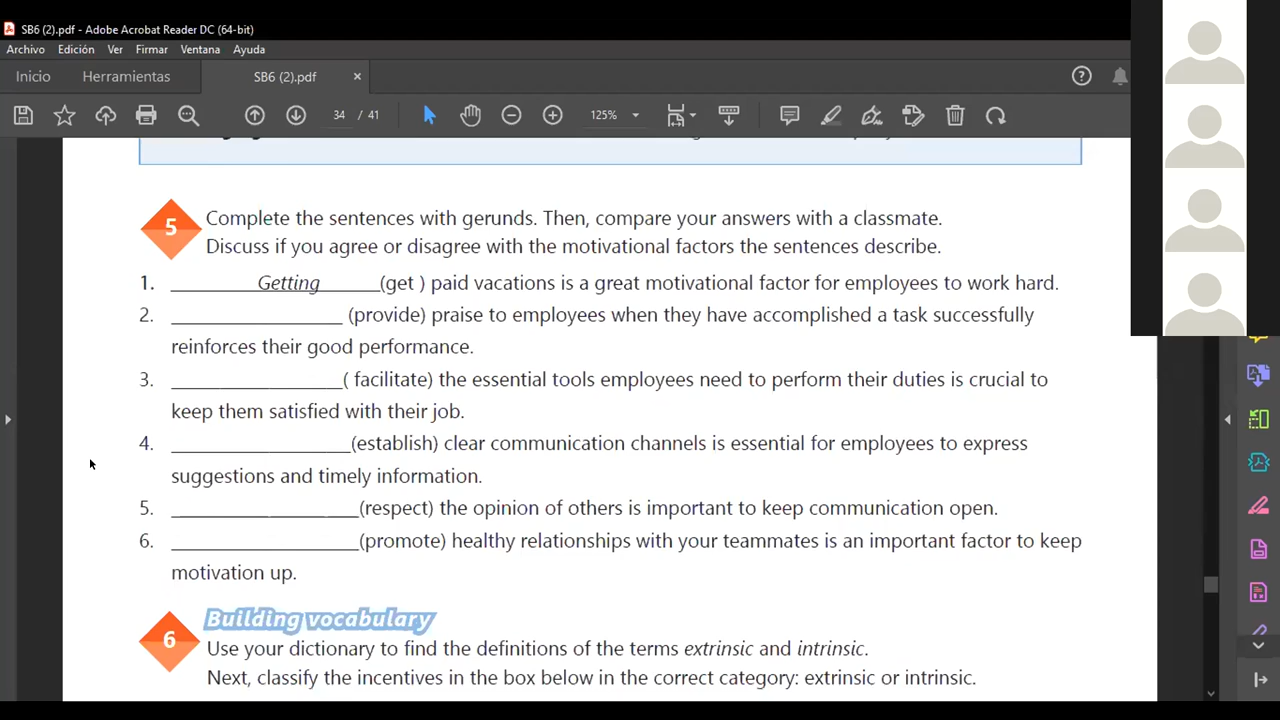 SB6 (2).pdf - Adobe Acrobat Reader DC (64-bit)
Archivo Edición Ver Firmar Ventana Ayuda
Inicio Herramientas SB6 (2).pdf ×
34 / 41 125%
5 Complete the sentences with gerunds. Then, compare your answers with a classmate.
Discuss if you agree or disagree with the motivational factors the sentences describe.
1. __________Getting_______(get ) paid vacations is a great motivational factor for employees to work hard.
2. ____________________ (provide) praise to employees when they have accomplished a task successfully
reinforces their good performance.
3. ____________________( facilitate) the essential tools employees need to perform their duties is crucial to
keep them satisfied with their job.
4. _____________________(establish) clear communication channels is essential for employees to express
suggestions and timely information.
5. ______________________(respect) the opinion of others is important to keep communication open.
6. ______________________(promote) healthy relationships with your teammates is an important factor to keep
motivation up.
6 Building vocabulary
Use your dictionary to find the definitions of the terms extrinsic and intrinsic.
Next, classify the incentives in the box below in the correct category: extrinsic or intrinsic.